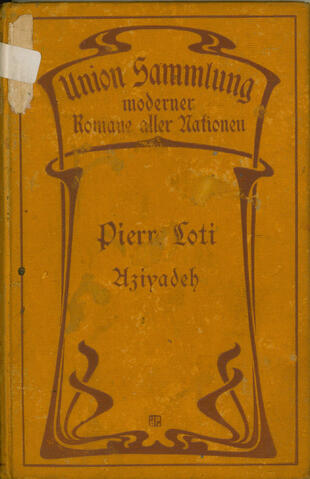 Union Sammlung
moderner
Romane aller Nationen
Pierre Loti
Aziyadeh